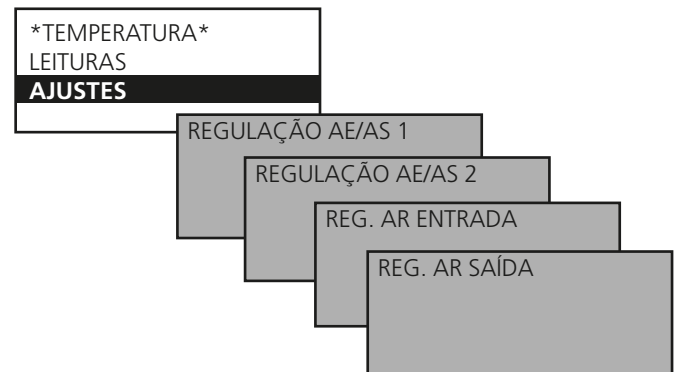 *TEMPERATURA*
LEITURAS
AJUSTES
REGULAÇÃO AE/AS 1
REGULAÇÃO AE/AS 2
REG. AR ENTRADA
REG. AR SAÍDA